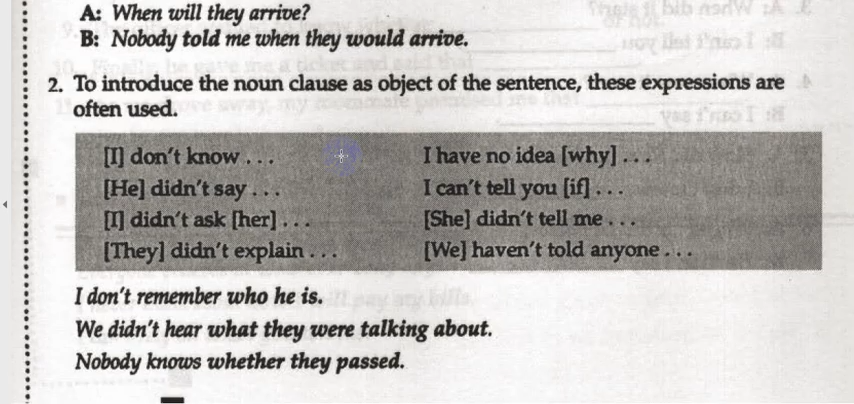 A: When will they arrive?
B: Nobody told me when they would arrive.
2. To introduce the noun clause as object of the sentence, these expressions are
often used.
[I] don't know . . .
[He] didn't say . . .
[I] didn't ask [her] . . .
[They] didn't explain . . .
I have no idea [why] . . .
I can't tell you [if] . . .
[She] didn't tell me . . .
[We] haven't told anyone . . .
I don't remember who he is.
We didn't hear what they were talking about.
Nobody knows whether they passed.